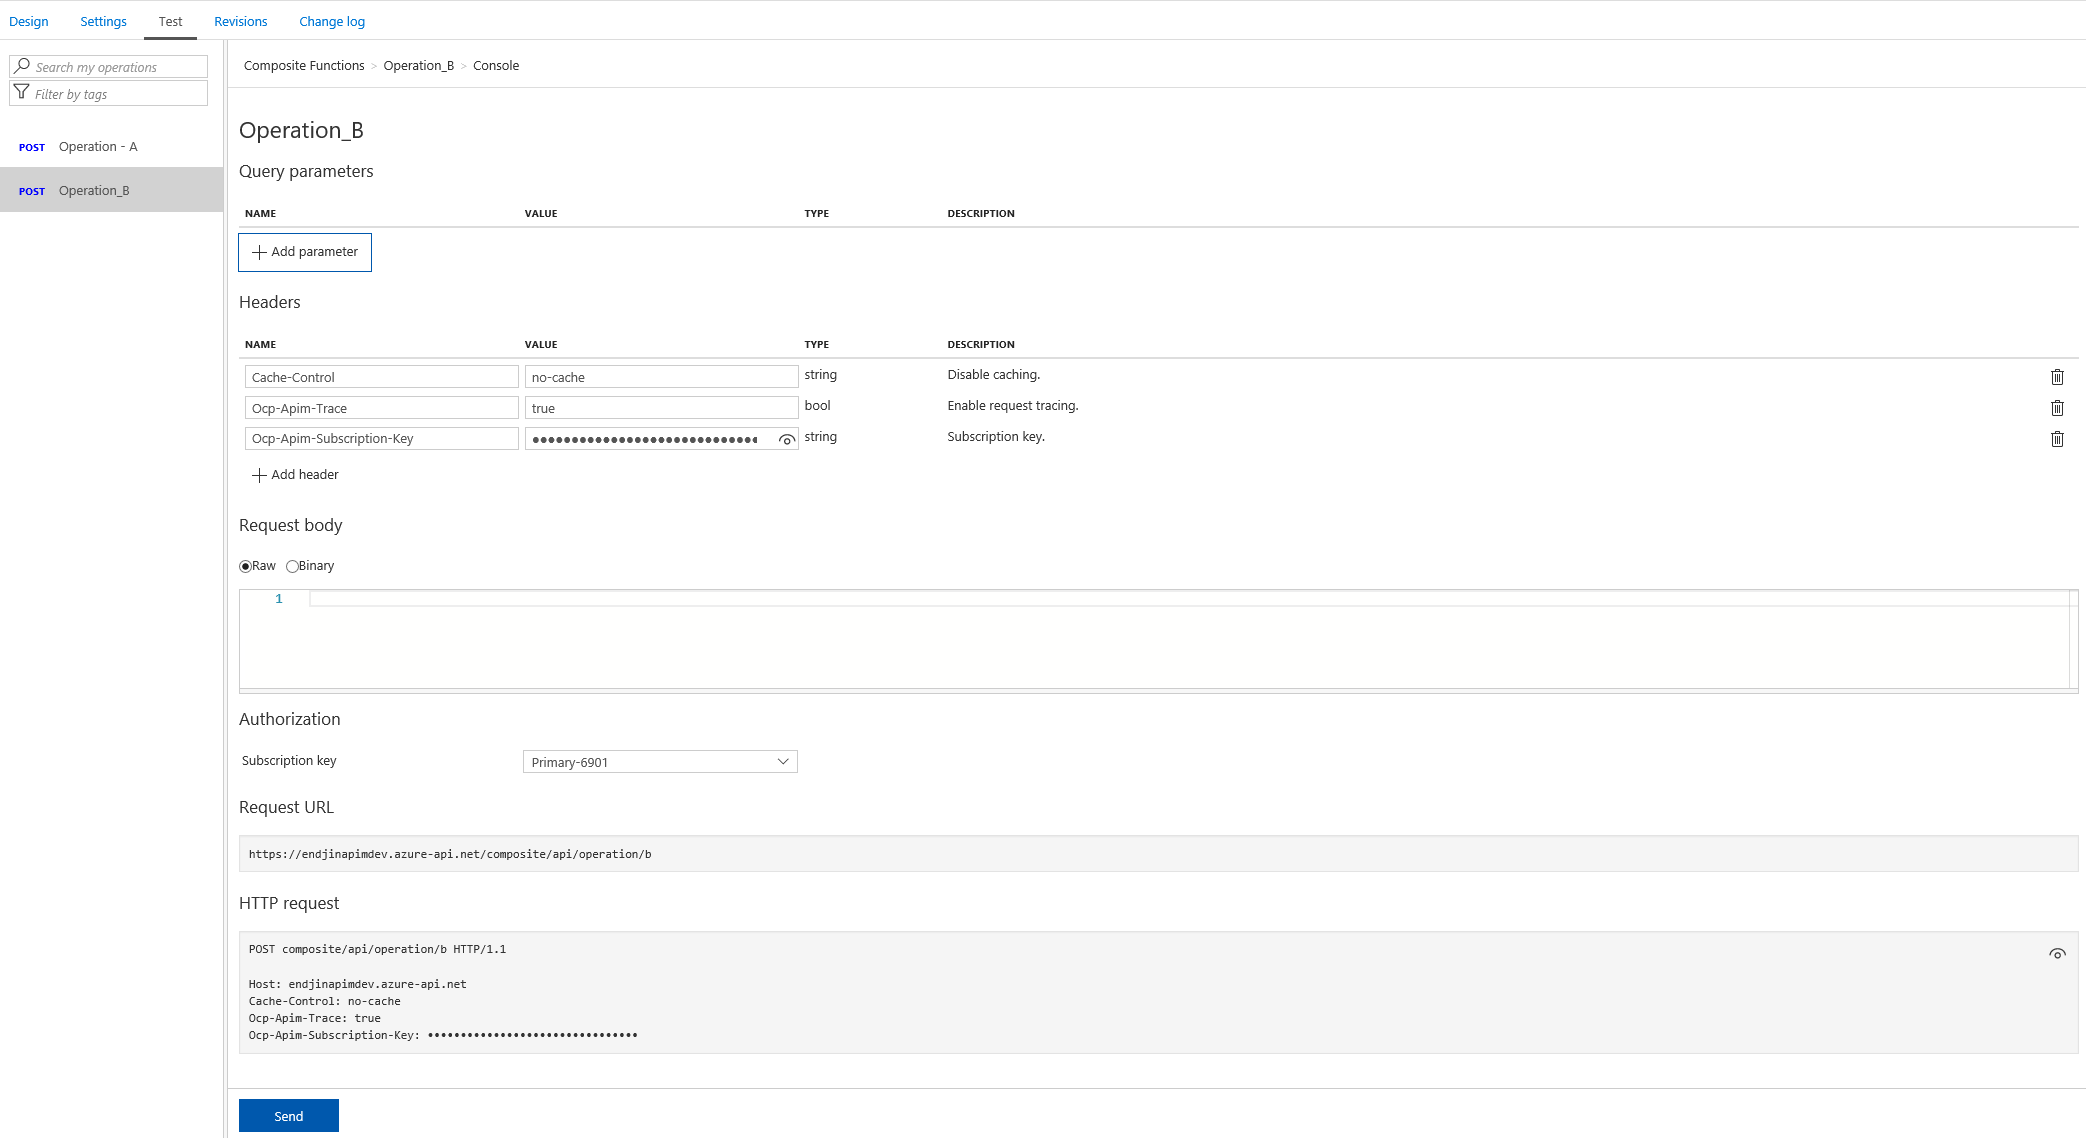 Design Settings Test Revisions Change log
Search my operations
Filter by tags
POST Operation - A
POST Operation_B
Composite Functions > Operation_B > Console
Operation_B
Query parameters
NAME VALUE TYPE DESCRIPTION
Add parameter
Headers
NAME VALUE TYPE DESCRIPTION
Cache-Control no-cache string Disable caching.
Ocp-Apim-Trace true bool Enable request tracing.
Ocp-Apim-Subscription-Key ••••••••••••••••••••••••••••• string Subscription key.
Add header
Request body
Raw Binary
1
Authorization
Subscription key Primary-6901
Request URL
https://endjinapimdev.azure-api.net/composite/api/operation/b
HTTP request
POST composite/api/operation/b HTTP/1.1
Host: endjinapimdev.azure-api.net
Cache-Control: no-cache
Ocp-Apim-Trace: true
Ocp-Apim-Subscription-Key: ••••••••••••••••••••••••••••••••
Send